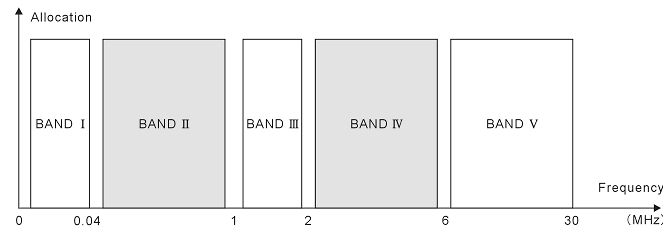 Allocation
BAND Ⅰ BAND Ⅱ BAND Ⅲ BAND Ⅳ BAND Ⅴ
Frequency
0 0.04 1 2 6 30 (MHz)